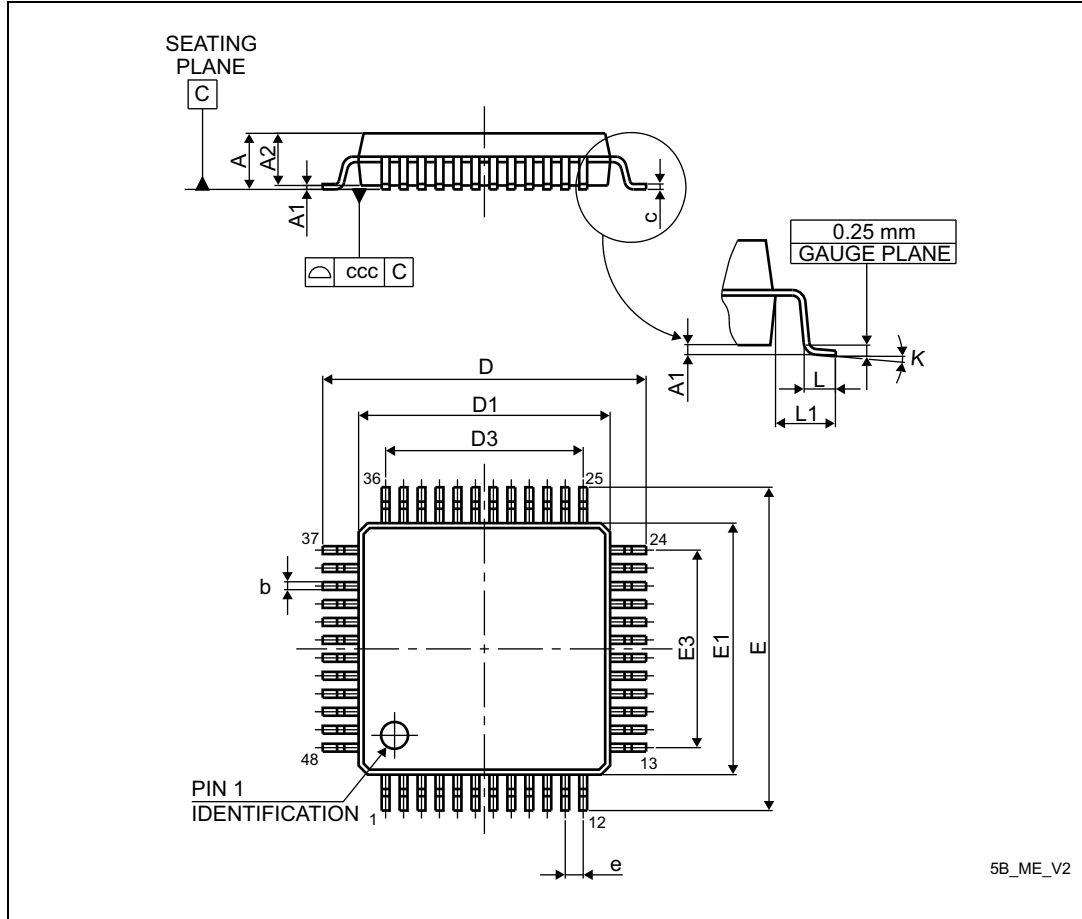 SEATING
PLANE
C
A
A2
A1
c
ccc C
0.25 mm
GAUGE PLANE
A1
K
L
L1
D
D1
D3
36
25
37
24
b
E3
E1
E
48
13
PIN 1
IDENTIFICATION
1
12
e
5B_ME_V2